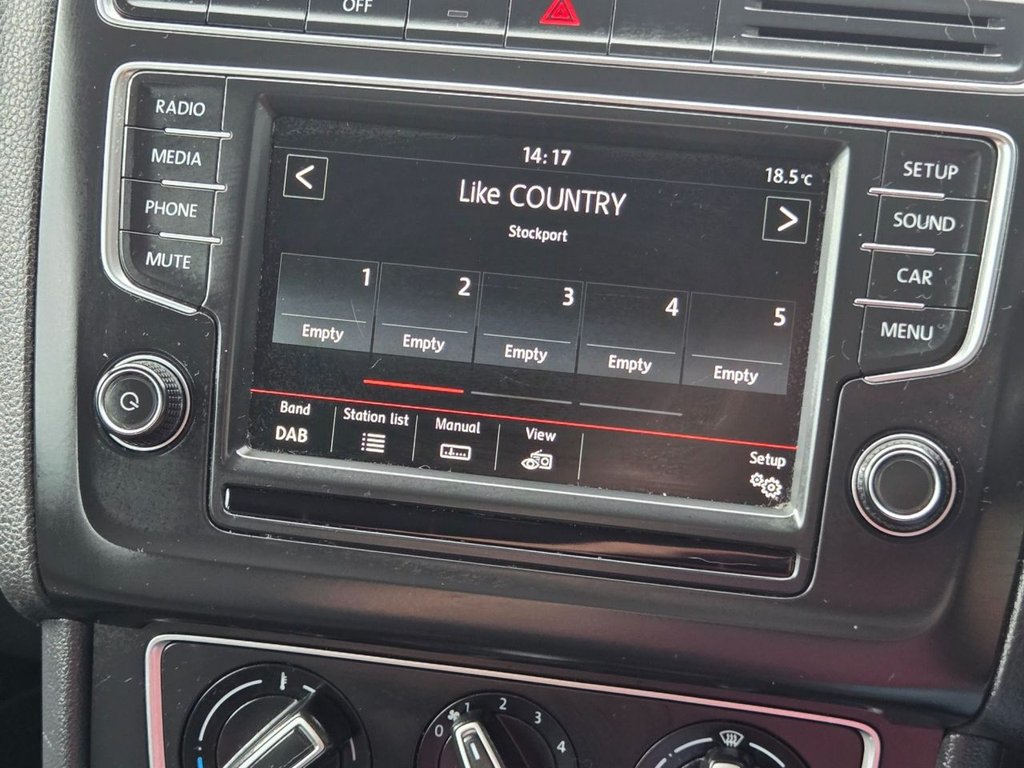 OFF
RADIO
MEDIA
PHONE
MUTE
14:17
18.5°C
<
Like COUNTRY
>
Stockport
1
2
3
4
5
Empty
Empty
Empty
Empty
Empty
Band
Station list
Manual
View
Setup
DAB
SETUP
SOUND
CAR
MENU
0
1
2
3
4